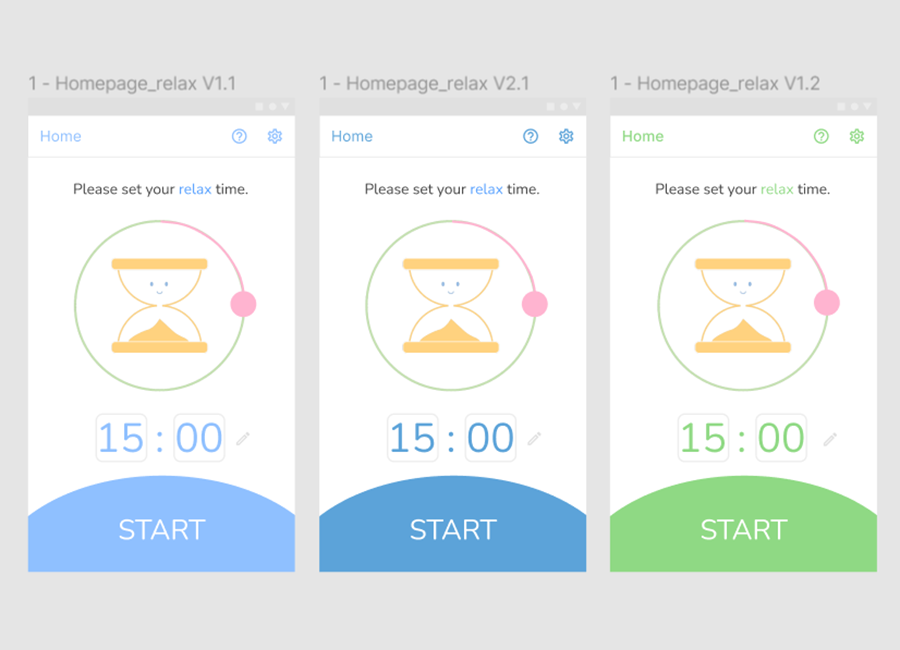 1 - Homepage_relax V1.1
Home
Please set your relax time.
15 : 00
START
1 - Homepage_relax V2.1
Home
Please set your relax time.
15 : 00
START
1 - Homepage_relax V1.2
Home
Please set your relax time.
15 : 00
START